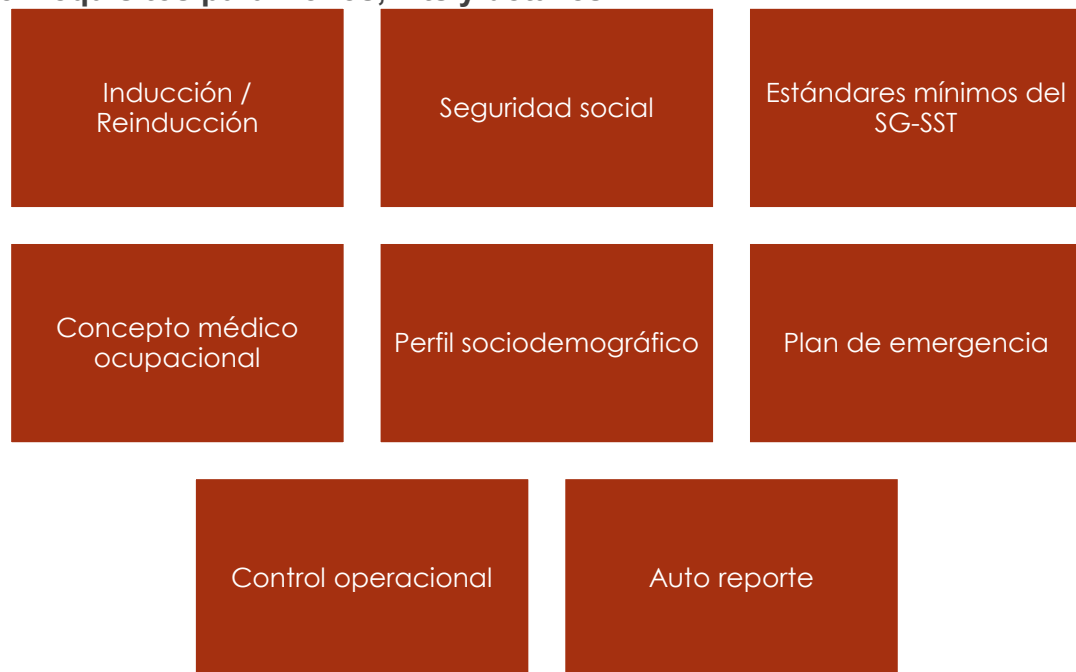 Inducción /
Reinducción
Seguridad social
Estándares mínimos del
SG-SST
Concepto médico
ocupacional
Perfil sociodemográfico
Plan de emergencia
Control operacional
Auto reporte